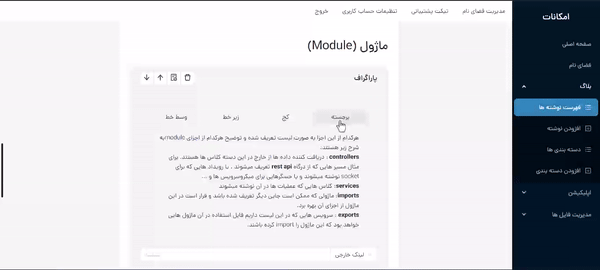 امکانات
صفحه اصلی
فضای نام
بلاگ
فهرست نوشته ها
افزودن نوشته
دسته بندی ها
افزودن دسته بندی
اپلیکیشن
مدیریت فایل ها
مدیریت فضای نام
تیکت پشتیبانی
تنظیمات حساب کاربری
خروج
ماژول (Module)
پاراگراف
برجسته
کج
زیر خط
وسط خط
هرکدام از این اجزا به صورت لیست تعریف شده و توضیح هرکدام از اجزای module به
شرح زیر هستند.
controllers : دریافت کننده داده ها از خارج در این دسته کلاس ها هستند. برای
مثال مسیر هایی که از درگاه rest api تعریف میشوند . یا رویداد هایی که برای
socket نوشته میشوند و یا حسگرهایی برای میکروسرویس ها و ...
services: کلاس هایی که عملیات ها در آن نوشته میشوند
imports: ماژولی که ممکن است جایی دیگر تعریف شده باشد و قرار است در این
ماژول از اجزای آن بهره برد.
exports : سرویس هایی که در این لیست داریم قابل استفاده در آن ماژول هایی
خواهد بود که این ماژول را import کرده باشند.
لینک خارجی